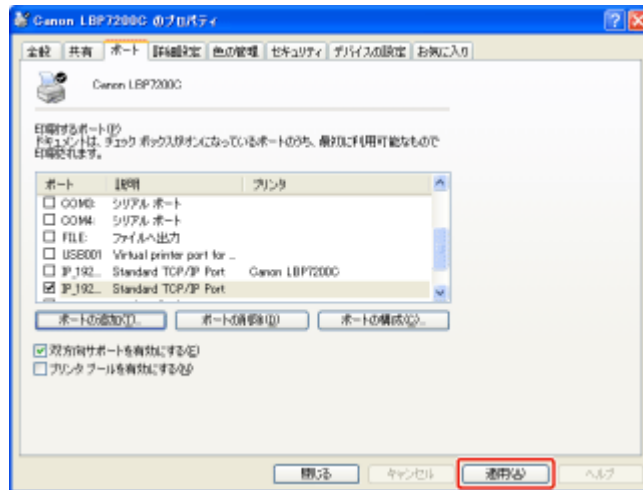 Canon LBP7200C のプロパティ
全般 共有 ポート 詳細設定 色の管理 セキュリティ デバイスの設定 お気に入り
Canon LBP7200C
印刷するポート(P)
ドキュメントは、チェック ボックスがオンになっているポートのうち、最初に利用可能なもので
印刷されます。
ポート 説明 プリンタ
COM3: シリアル ポート
COM4: シリアル ポート
FILE: ファイルへ出力
USB001 Virtual printer port for ...
IP_192... Standard TCP/IP Port Canon LBP7200C
IP_192... Standard TCP/IP Port
ポートの追加(T)... ポートの削除(D) ポートの構成(C)...
双方向サポートを有効にする(E)
プリンタ プールを有効にする(N)
閉じる キャンセル 適用(A) ヘルプ